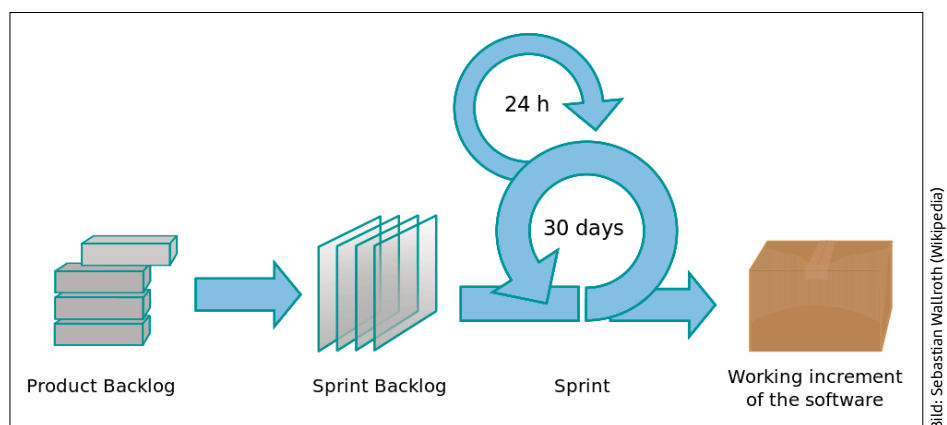 24 h
30 days
Product Backlog
Sprint Backlog
Sprint
Working increment
of the software
Bild: Sebastian Wallroth (Wikipedia)